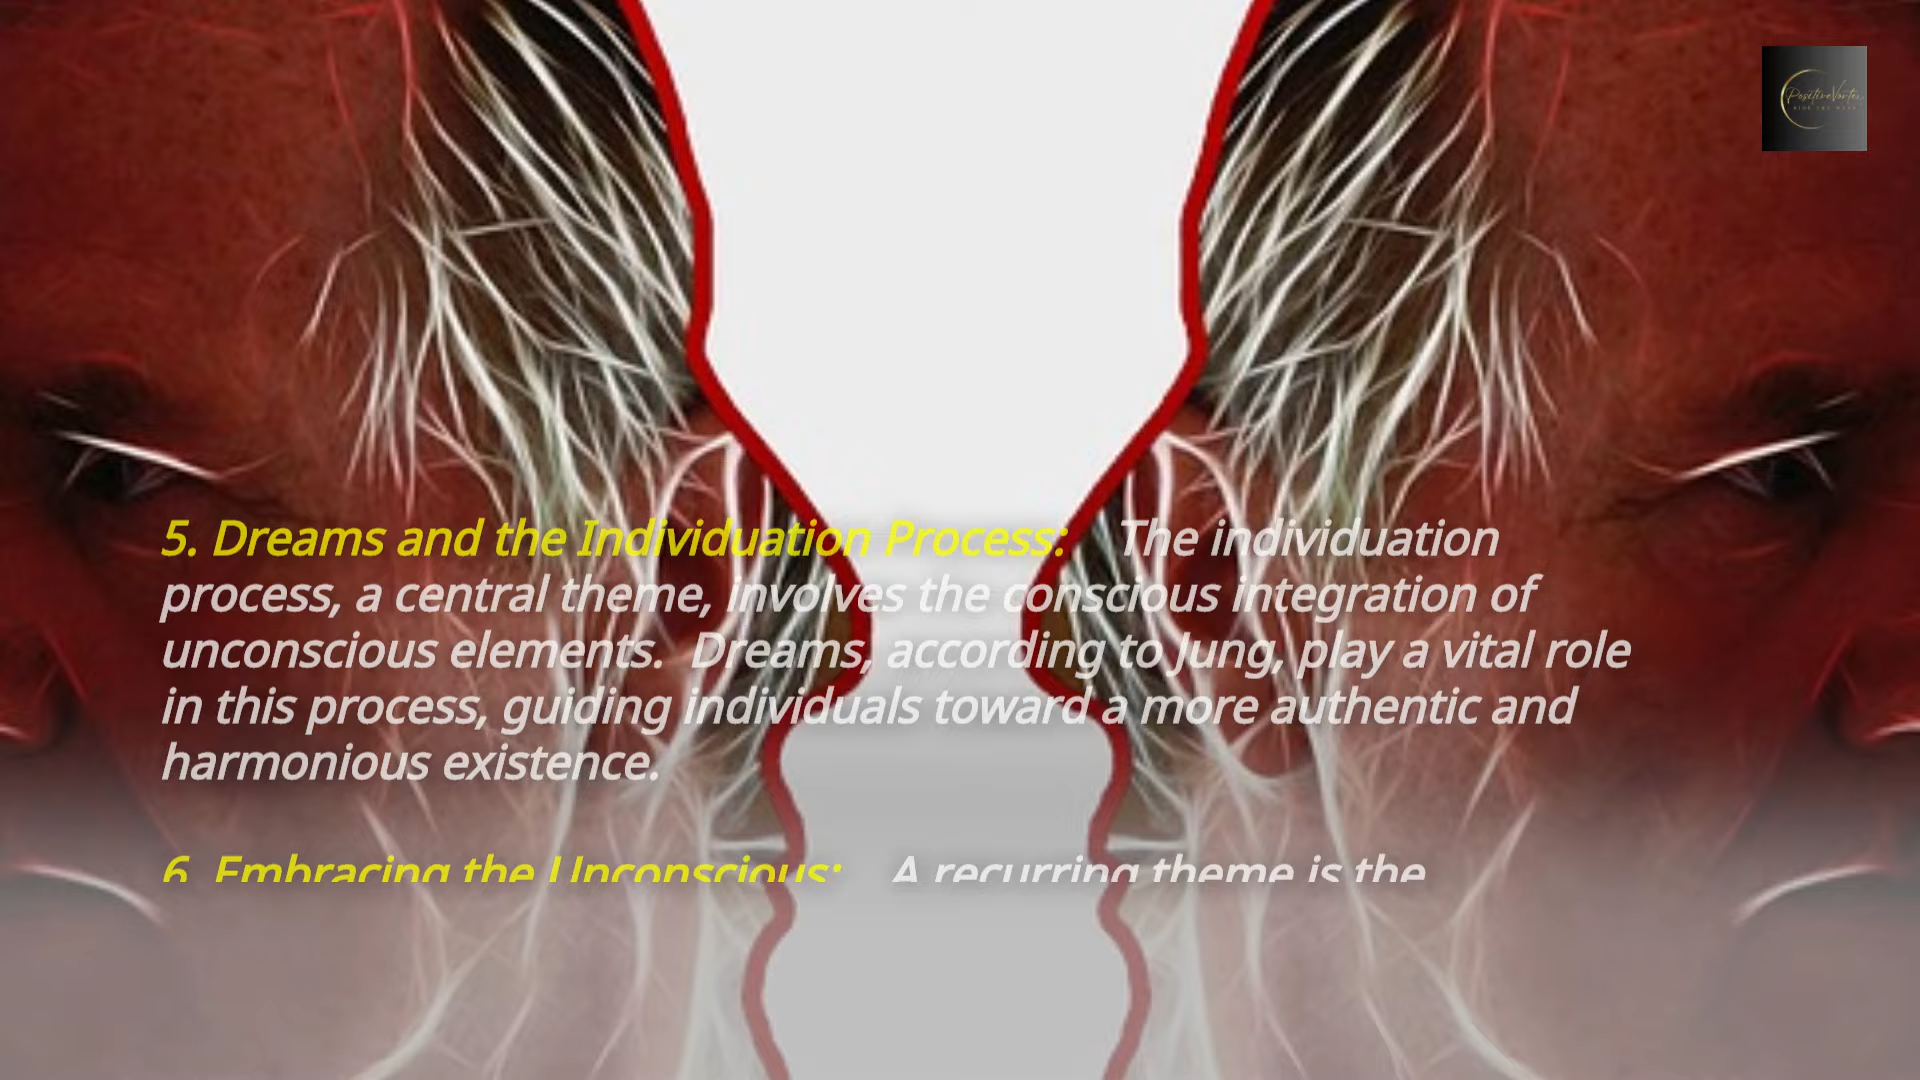 PositiveVortex
5. Dreams and the Individuation Process: The individuation
process, a central theme, involves the conscious integration of
unconscious elements. Dreams, according to Jung, play a vital role
in this process, guiding individuals toward a more authentic and
harmonious existence.
6. Embracing the Unconscious: A recurring theme is the